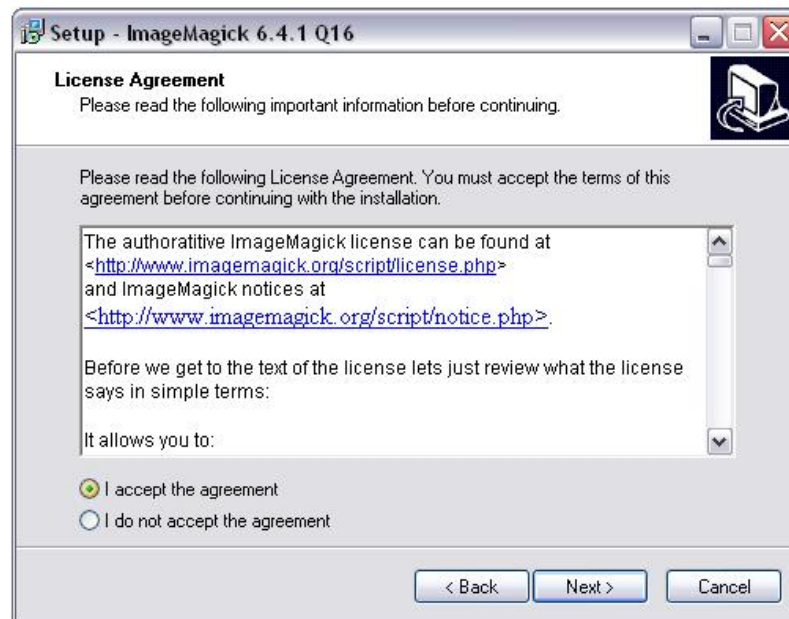 Setup - ImageMagick 6.4.1 Q16
License Agreement
Please read the following important information before continuing.
Please read the following License Agreement. You must accept the terms of this
agreement before continuing with the installation.
The authoratitive ImageMagick license can be found at
<http://www.imagemagick.org/script/license.php>
and ImageMagick notices at
<http://www.imagemagick.org/script/notice.php>.
Before we get to the text of the license lets just review what the license
says in simple terms:
It allows you to:
I accept the agreement
I do not accept the agreement
< Back Next > Cancel